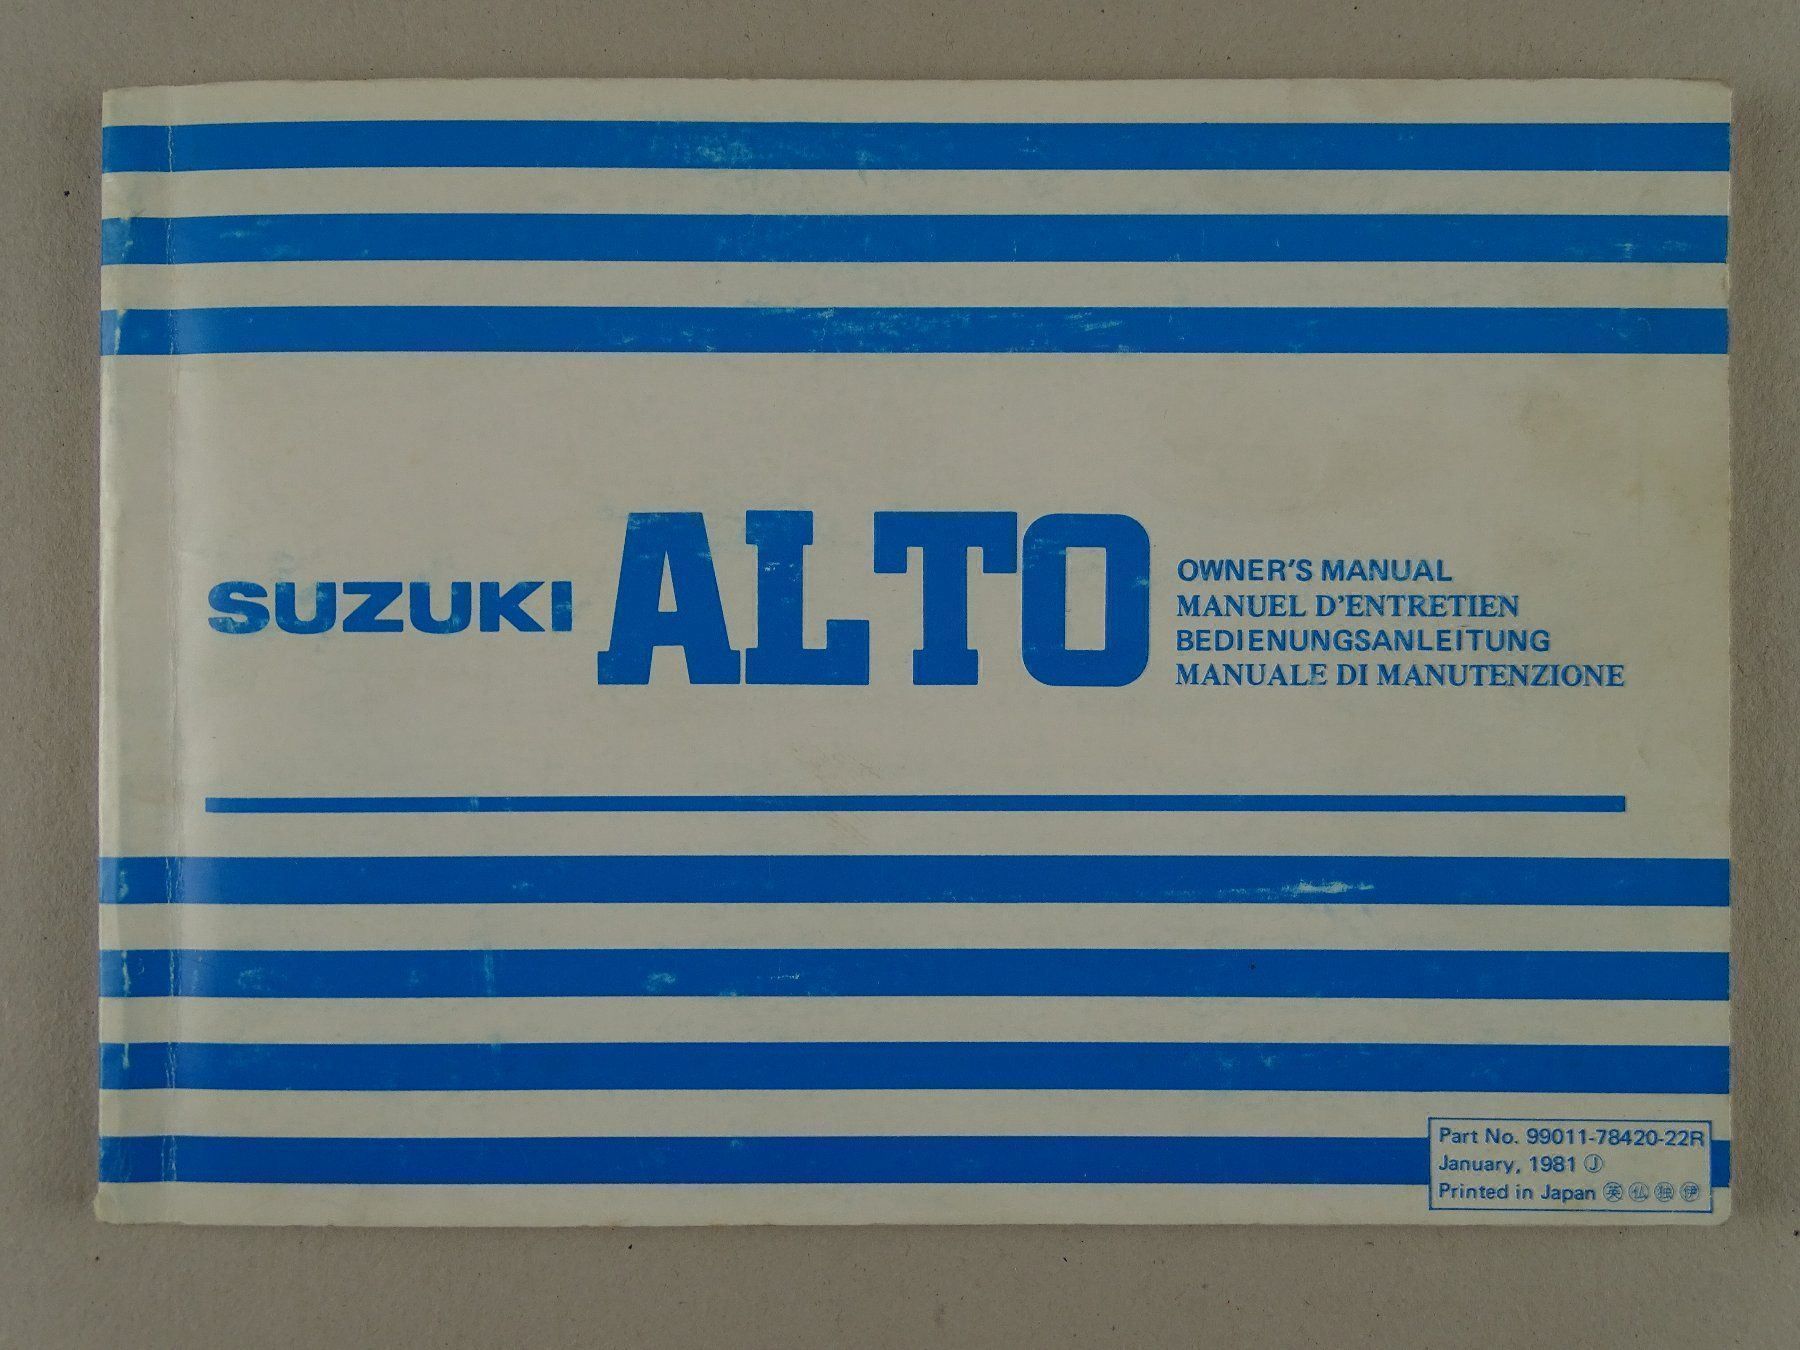 SUZUKI ALTO
OWNER'S MANUAL
MANUEL D'ENTRETIEN
BEDIENUNGSANLEITUNG
MANUALE DI MANUTENZIONE
Part No. 99011-78420-22R
January, 1981 Ⓙ
Printed in Japan 英 仏 独 伊